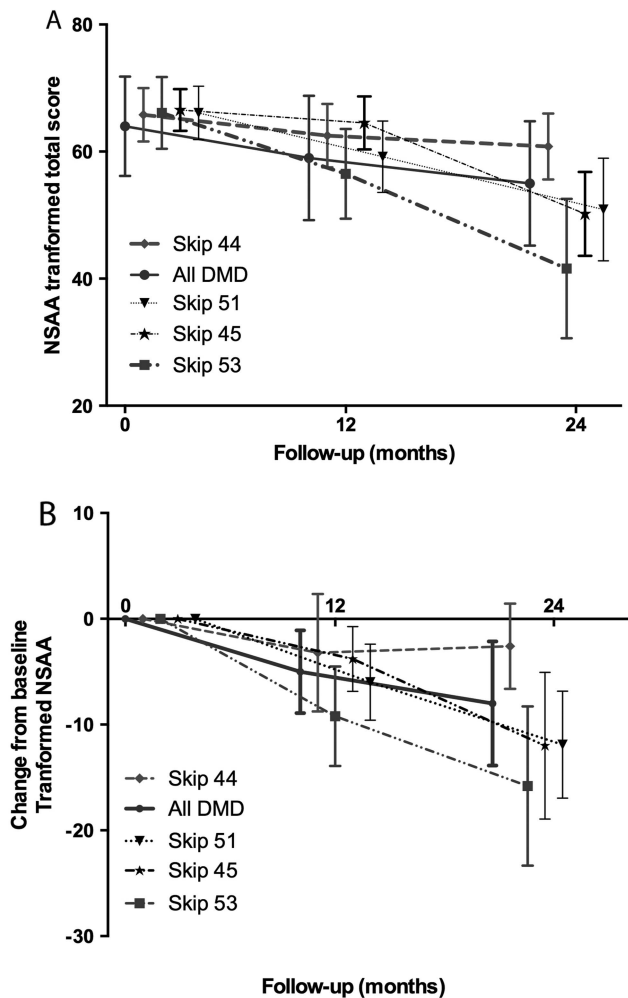 A
80
60
40
20
NSAA tranformed total score
Skip 44
All DMD
Skip 51
Skip 45
Skip 53
0
12
24
Follow-up (months)
B
10
0
-10
-20
-30
Change from baseline
Tranformed NSAA
0
12
24
Skip 44
All DMD
Skip 51
Skip 45
Skip 53
Follow-up (months)